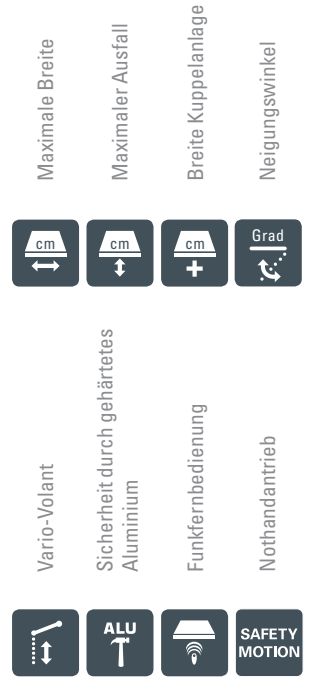 Maximale Breite
Maximaler Ausfall
Breite Kuppelanlage
Neigungswinkel
cm
cm
cm
Grad
Vario-Volant
Sicherheit durch gehärtetes
Aluminium
Funkfernbedienung
Nothandantrieb
ALU
SAFETY
MOTION